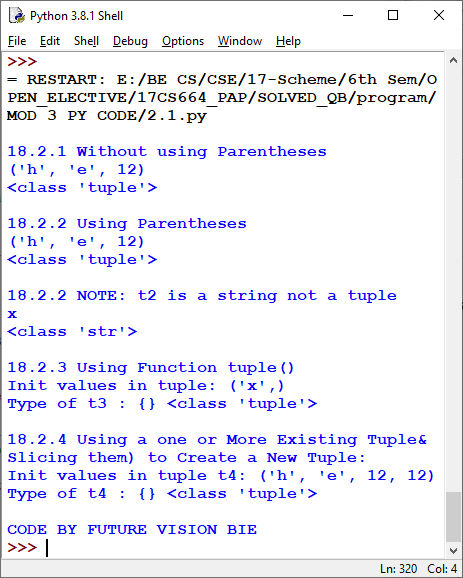 Python 3.8.1 Shell
File Edit Shell Debug Options Window Help
>>>
= RESTART: E:/BE CS/CSE/17-Scheme/6th Sem/O
PEN_ELECTIVE/17CS664_PAP/SOLVED_QB/program/
MOD 3 PY CODE/2.1.py
18.2.1 Without using Parentheses
('h', 'e', 12)
<class 'tuple'>
18.2.2 Using Parentheses
('h', 'e', 12)
<class 'tuple'>
18.2.2 NOTE: t2 is a string not a tuple
x
<class 'str'>
18.2.3 Using Function tuple()
Init values in tuple: ('x',)
Type of t3 : {} <class 'tuple'>
18.2.4 Using a one or More Existing Tuple&
Slicing them) to Create a New Tuple:
Init values in tuple t4: ('h', 'e', 12, 12)
Type of t4 : {} <class 'tuple'>
CODE BY FUTURE VISION BIE
>>>
Ln: 320 Col: 4